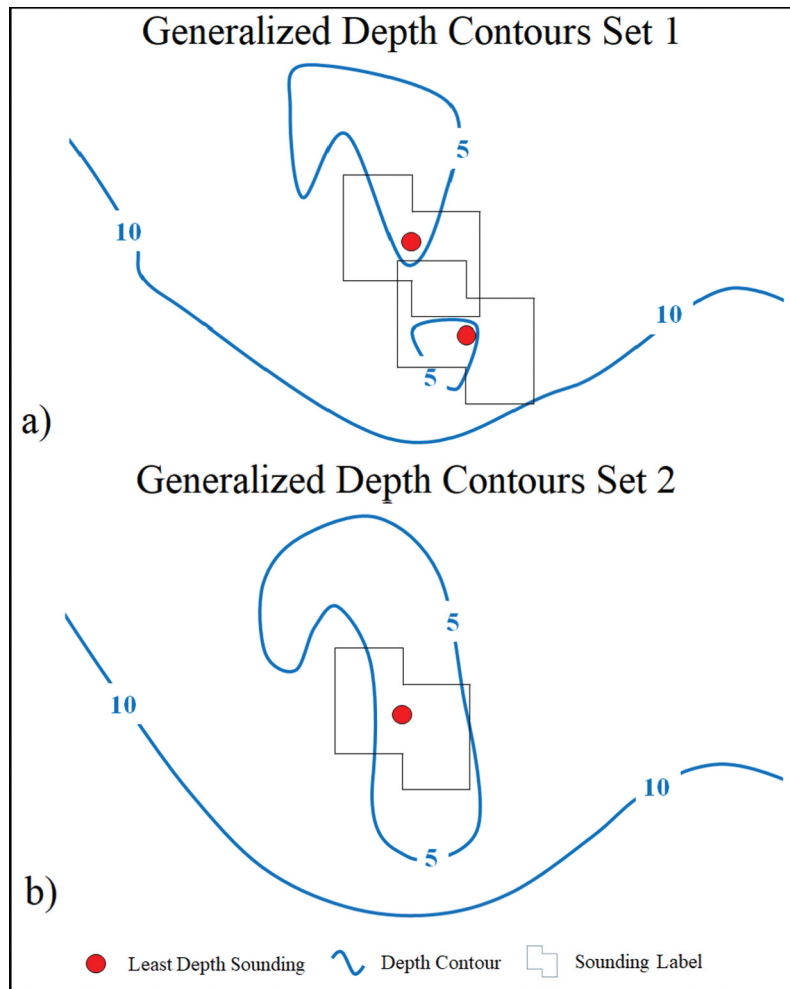 Generalized Depth Contours Set 1
5
10
10
5
a)
Generalized Depth Contours Set 2
5
10
10
5
b)
Least Depth Sounding
Depth Contour
Sounding Label